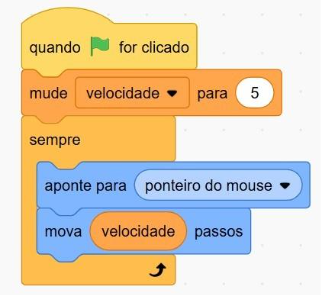 quando for clicado
mude velocidade para 5
sempre
aponte para ponteiro do mouse
mova velocidade passos